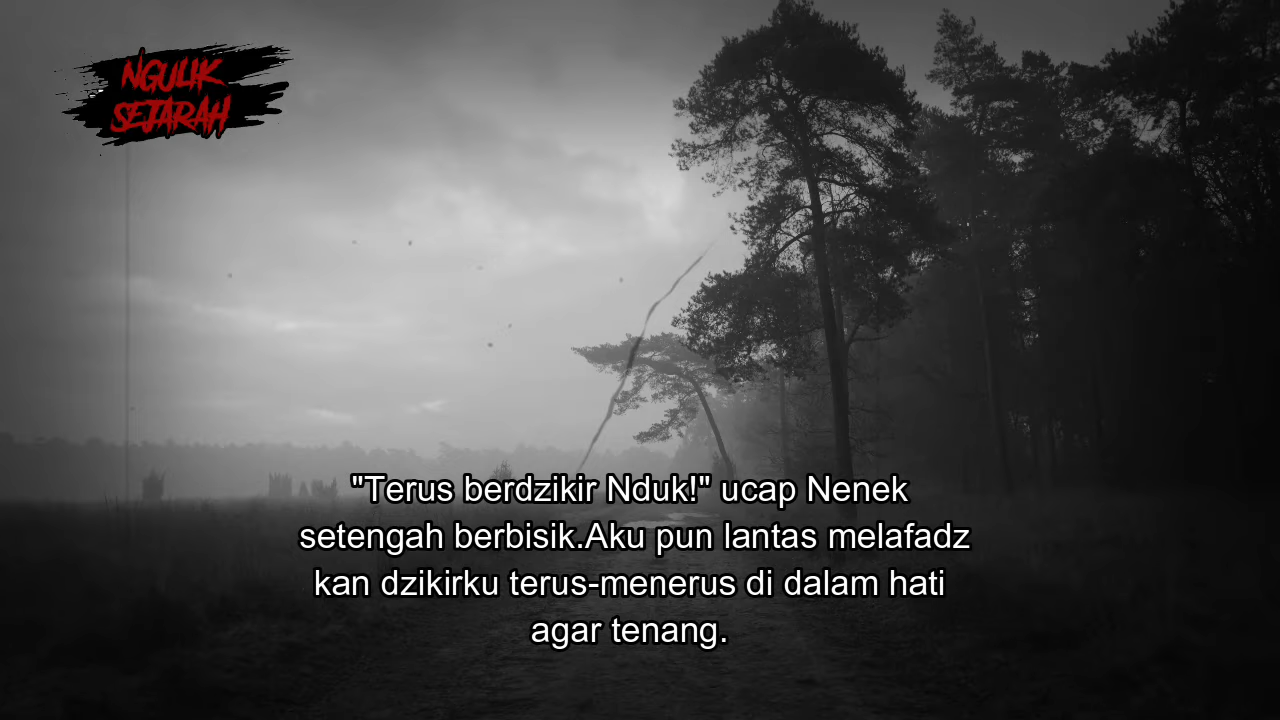 NGULIK
SEJARAH
"Terus berdzikir Nduk!" ucap Nenek
setengah berbisik.Aku pun lantas melafadz
kan dzikirku terus-menerus di dalam hati
agar tenang.